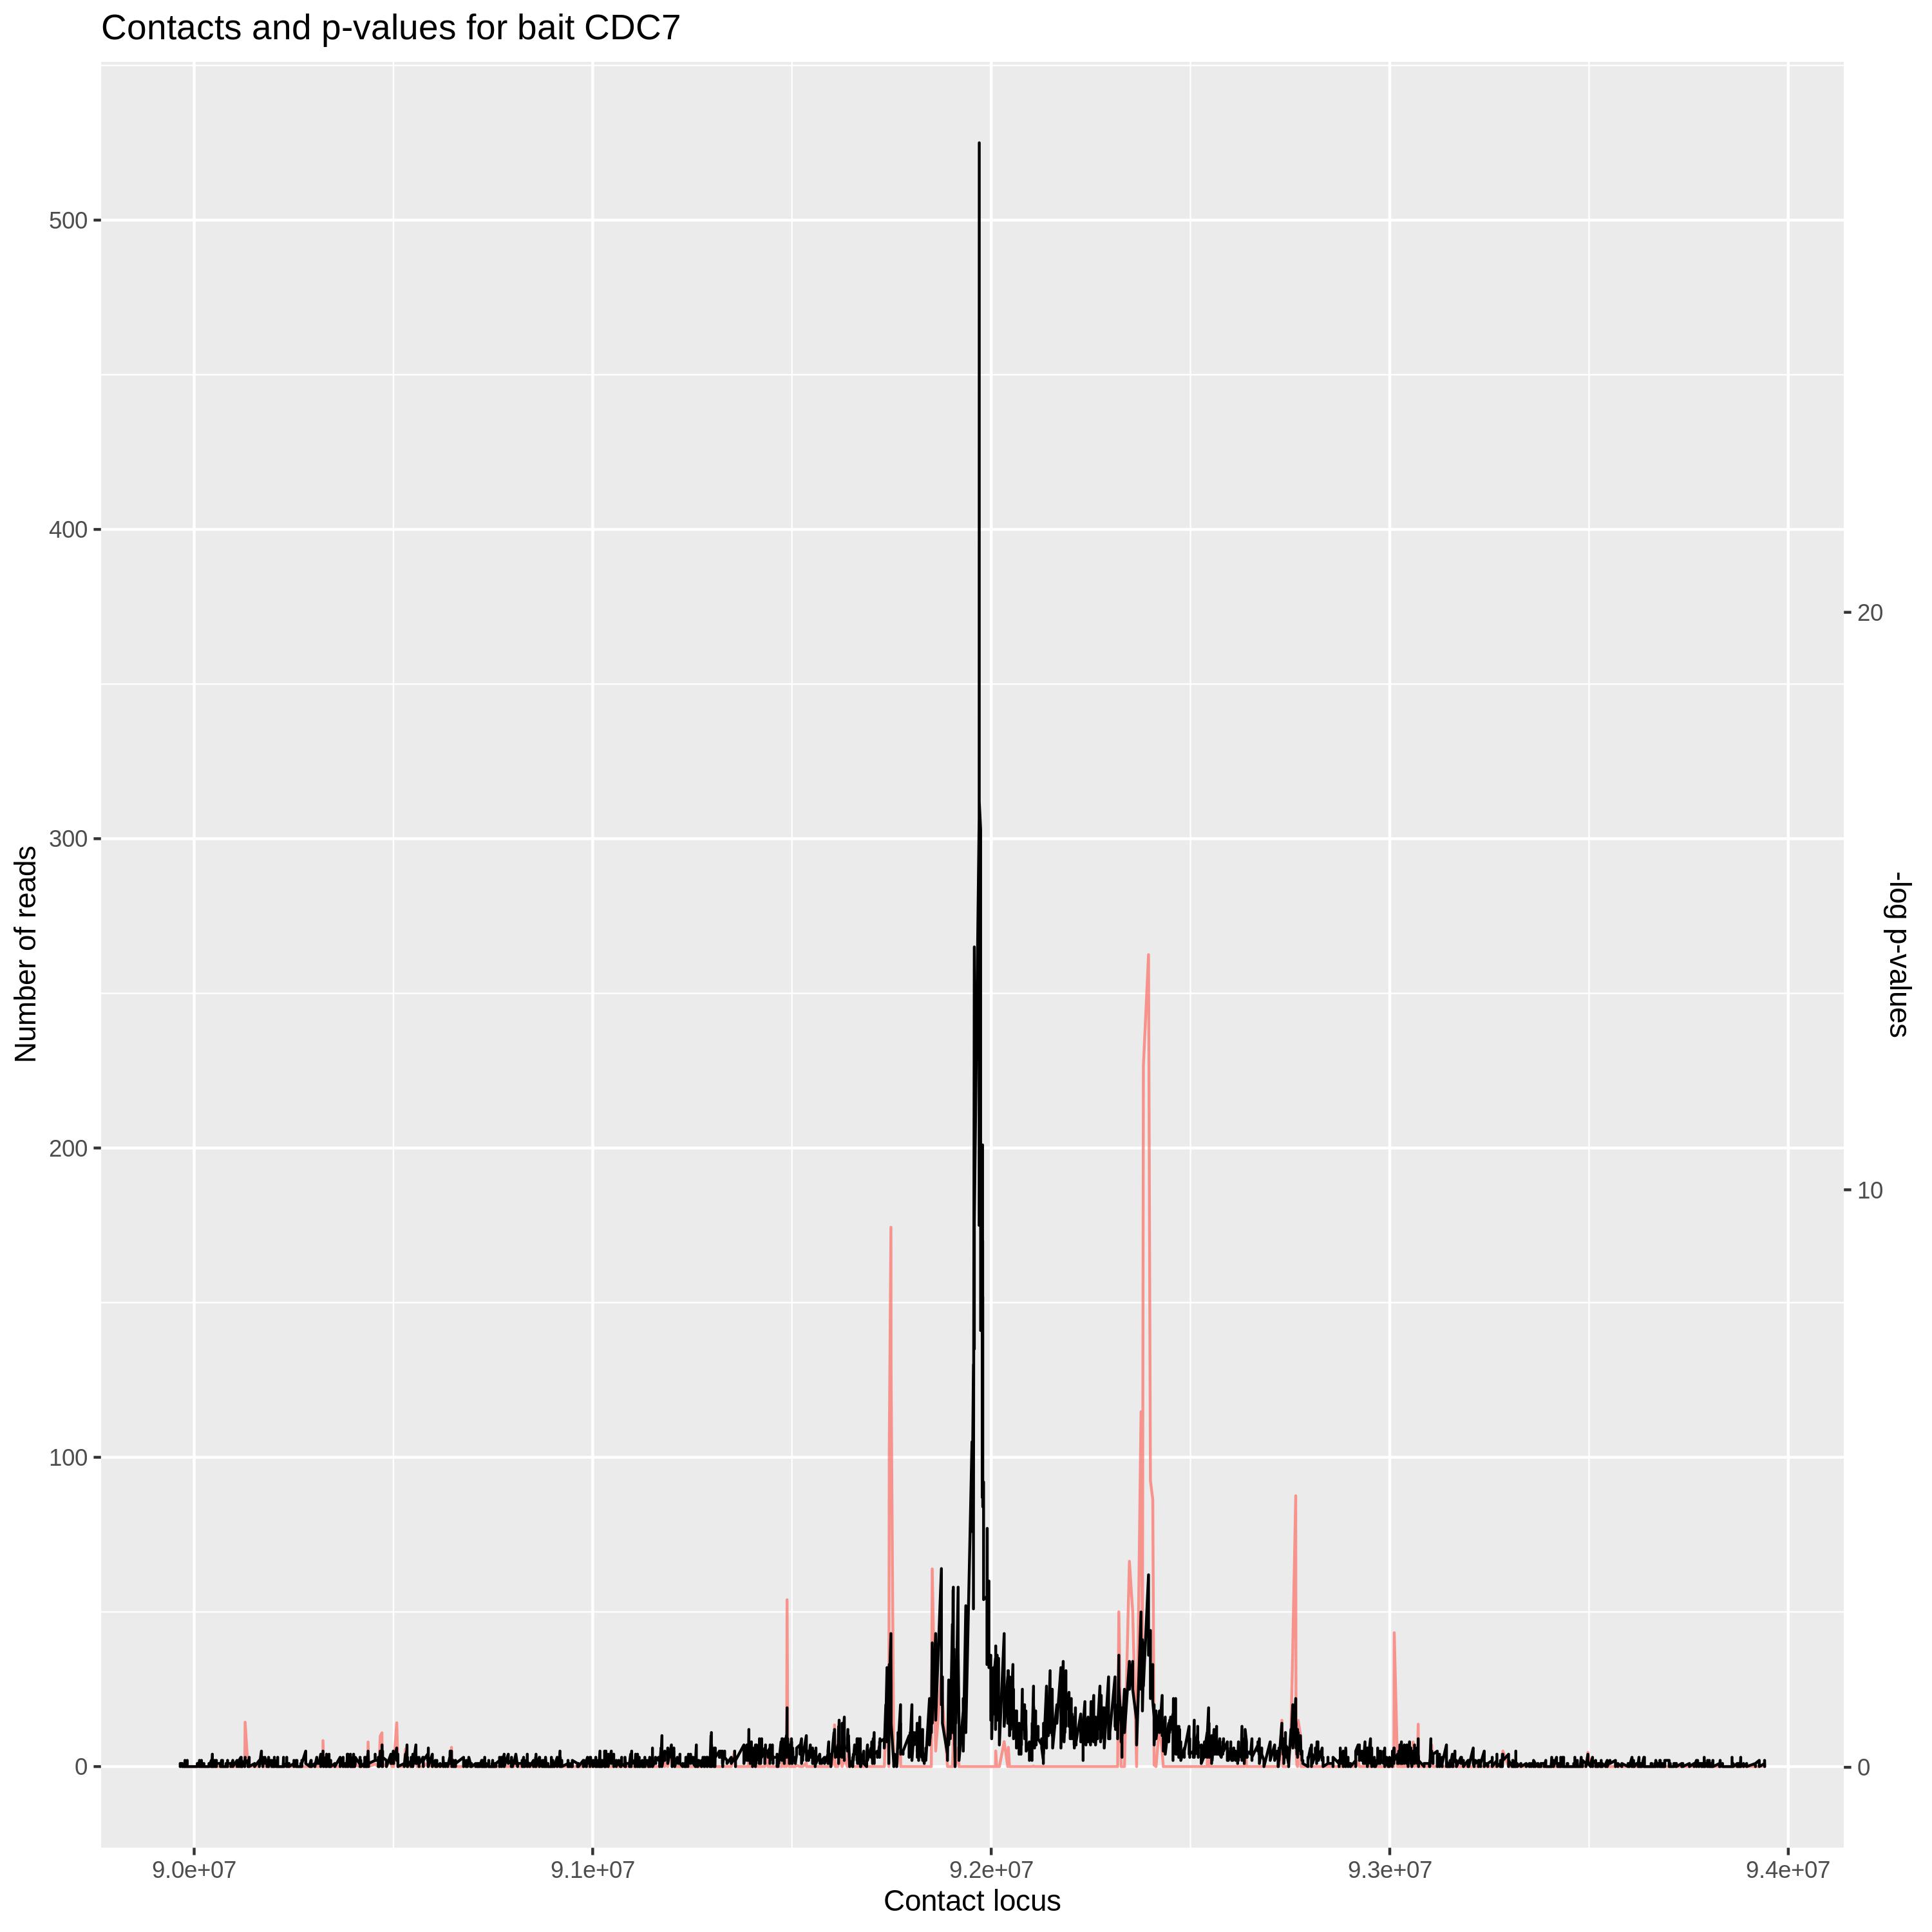 Contacts and p-values for bait CDC7
Number of reads
500
400
300
200
100
0
20
10
0
-log p-values
9.0e+07
9.1e+07
9.2e+07
9.3e+07
9.4e+07
Contact locus